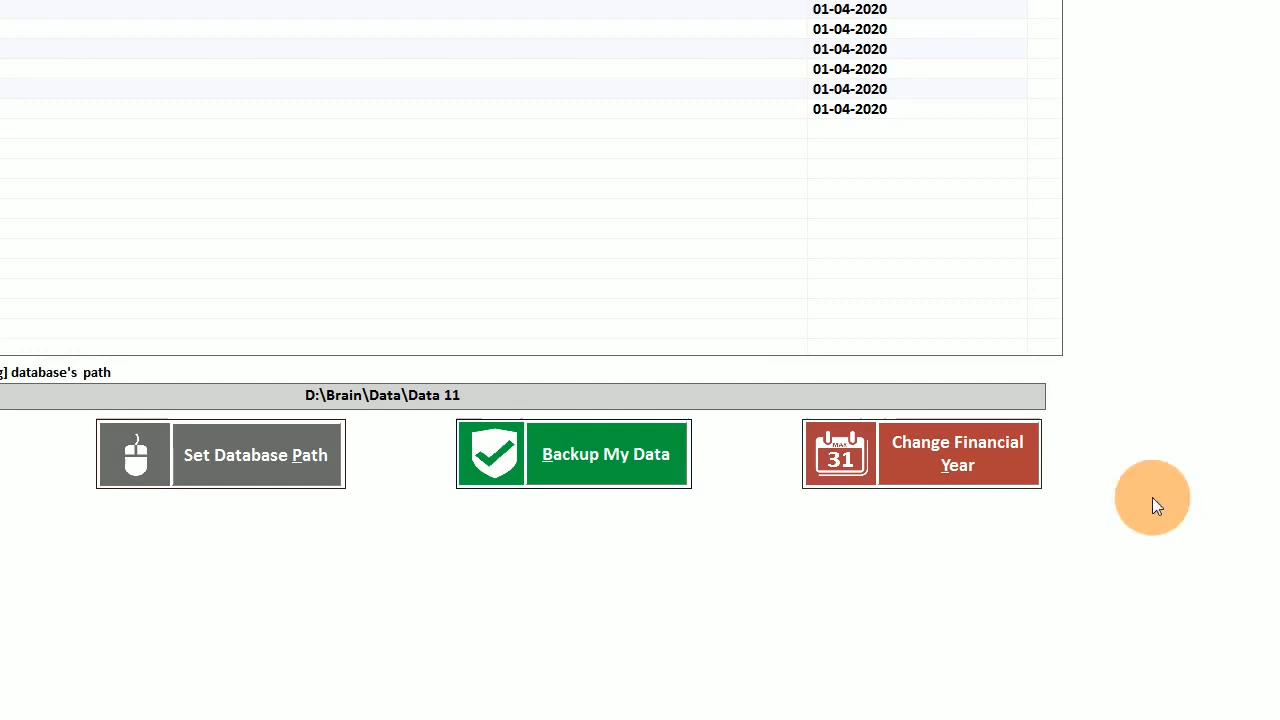 01-04-2020
01-04-2020
01-04-2020
01-04-2020
01-04-2020
01-04-2020
g] database's path
D:\Brain\Data\Data 11
Set Database Path
Backup My Data
MAR
31
Change Financial
Year